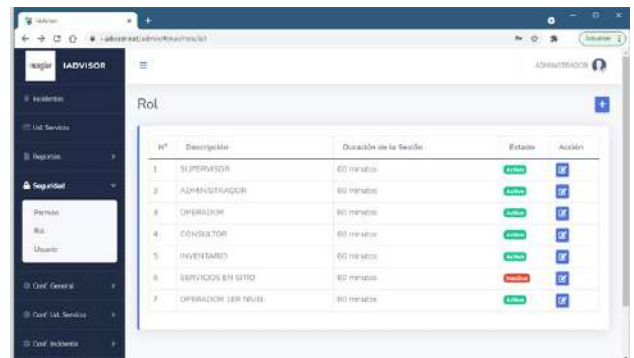 IADVISOR
ADMINISTRADOR
Incidentes
Ud. Servicio
Reportes
Seguridad
Permiso
Rol
Usuario
Conf. General
Conf. Ud. Servicio
Conf. Incidente
Rol
N° Descripción Duración de la Sesión Estado Acción
1 SUPERVISOR 60 minutos Activo
2 ADMINISTRADOR 60 minutos Activo
3 OPERADOR 60 minutos Activo
4 CONSULTOR 60 minutos Activo
5 INVENTARIO 60 minutos Activo
6 SERVICIOS EN SITIO 60 minutos Inactivo
7 OPERADOR 1ER NIVEL 60 minutos Activo